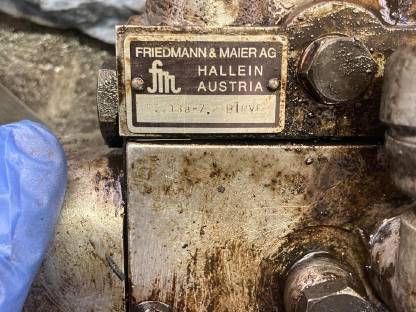 FRIEDMANN & MAIER AG
fm HALLEIN
AUSTRIA